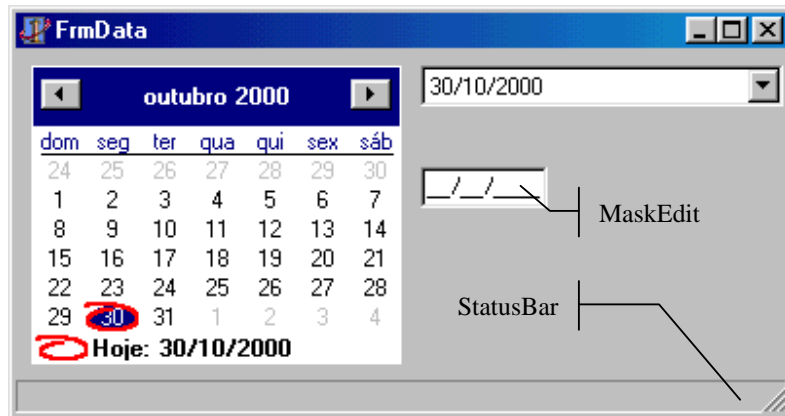 FrmData
outubro 2000
30/10/2000
dom seg ter qua qui sex sáb
24 25 26 27 28 29 30
1 2 3 4 5 6 7
8 9 10 11 12 13 14
15 16 17 18 19 20 21
22 23 24 25 26 27 28
29 30 31 1 2 3 4
Hoje: 30/10/2000
__/__/____
MaskEdit
StatusBar